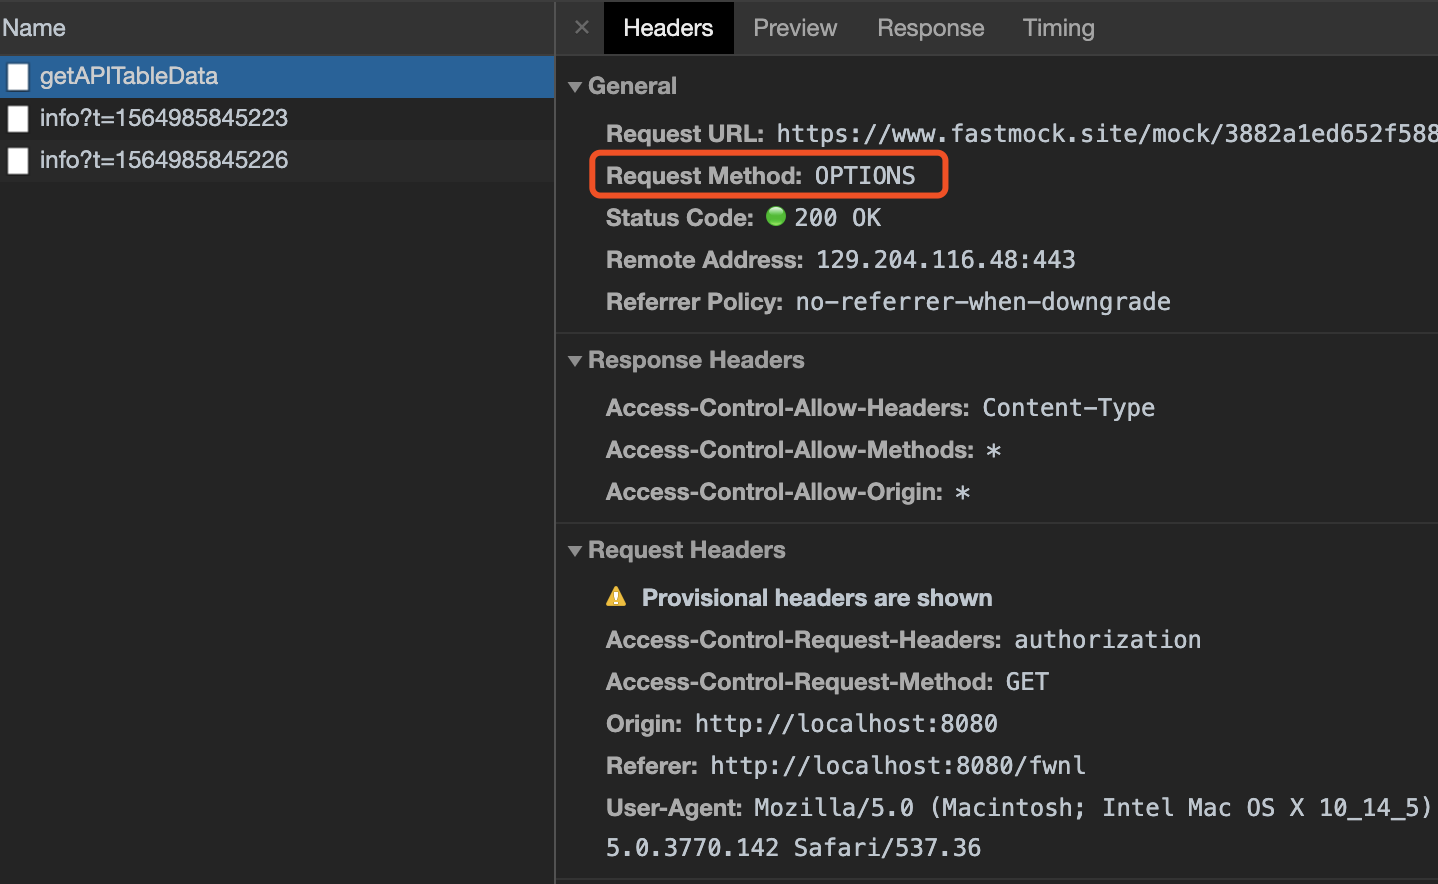 Name
getAPITableData
info?t=1564985845223
info?t=1564985845226
× Headers Preview Response Timing
General
Request URL: https://www.fastmock.site/mock/3882a1ed652f588
Request Method: OPTIONS
Status Code: 200 OK
Remote Address: 129.204.116.48:443
Referrer Policy: no-referrer-when-downgrade
Response Headers
Access-Control-Allow-Headers: Content-Type
Access-Control-Allow-Methods: *
Access-Control-Allow-Origin: *
Request Headers
Provisional headers are shown
Access-Control-Request-Headers: authorization
Access-Control-Request-Method: GET
Origin: http://localhost:8080
Referer: http://localhost:8080/fwnl
User-Agent: Mozilla/5.0 (Macintosh; Intel Mac OS X 10_14_5)
5.0.3770.142 Safari/537.36